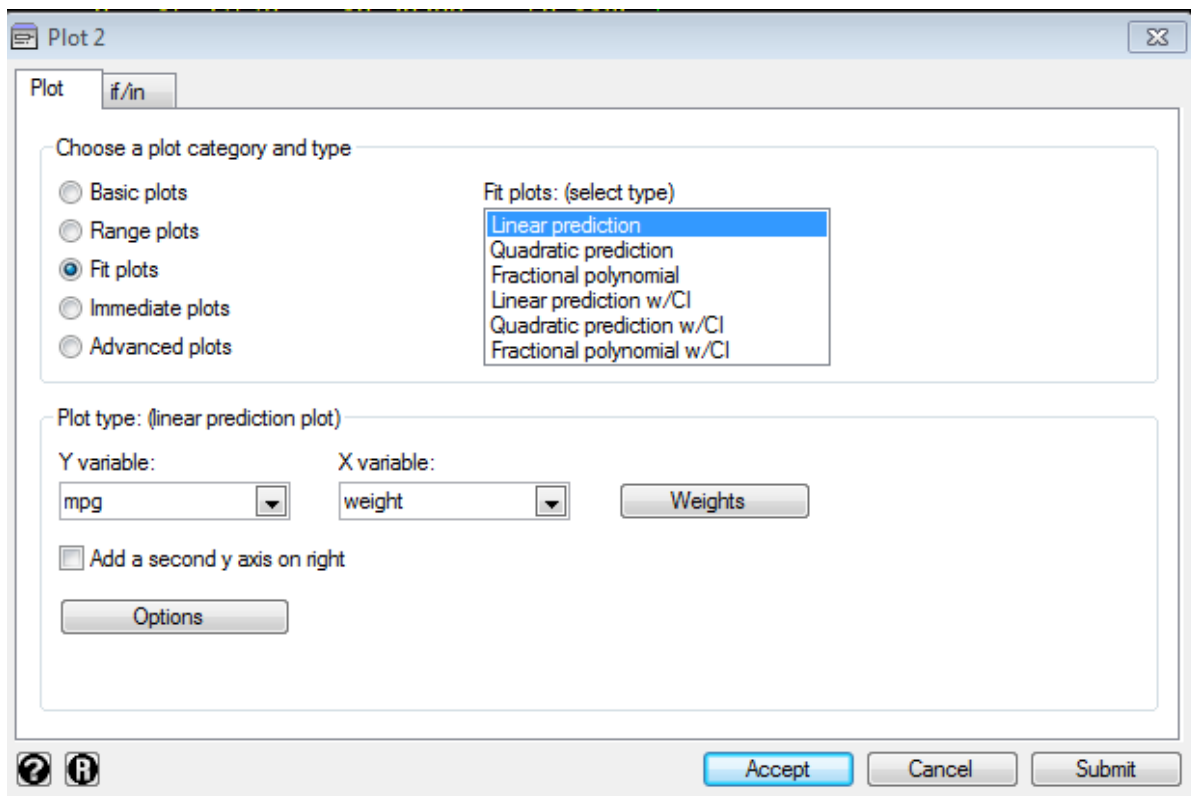 Plot 2
Plot
if/in
Choose a plot category and type
Basic plots
Range plots
Fit plots
Immediate plots
Advanced plots
Fit plots: (select type)
Linear prediction
Quadratic prediction
Fractional polynomial
Linear prediction w/CI
Quadratic prediction w/CI
Fractional polynomial w/CI
Plot type: (linear prediction plot)
Y variable:
X variable:
mpg
weight
Weights
Add a second y axis on right
Options
? R
Accept
Cancel
Submit